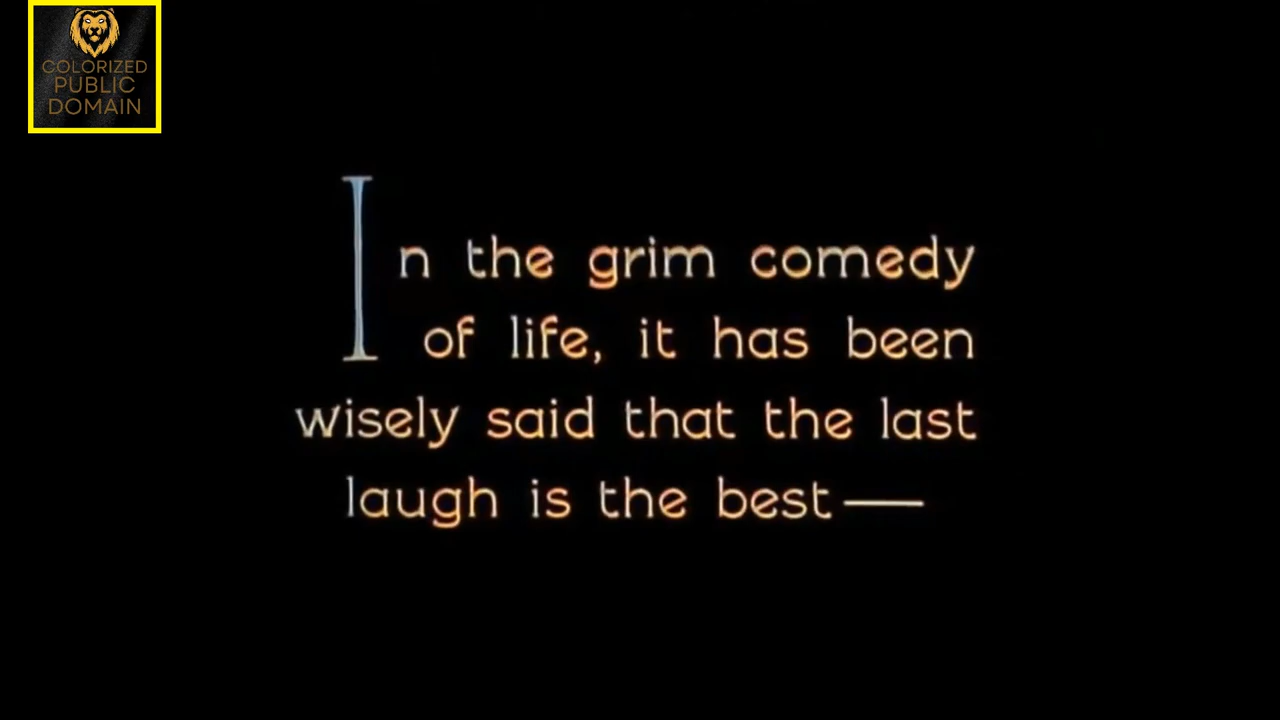 COLORIZED
PUBLIC
DOMAIN
In the grim comedy
of life, it has been
wisely said that the last
laugh is the best—